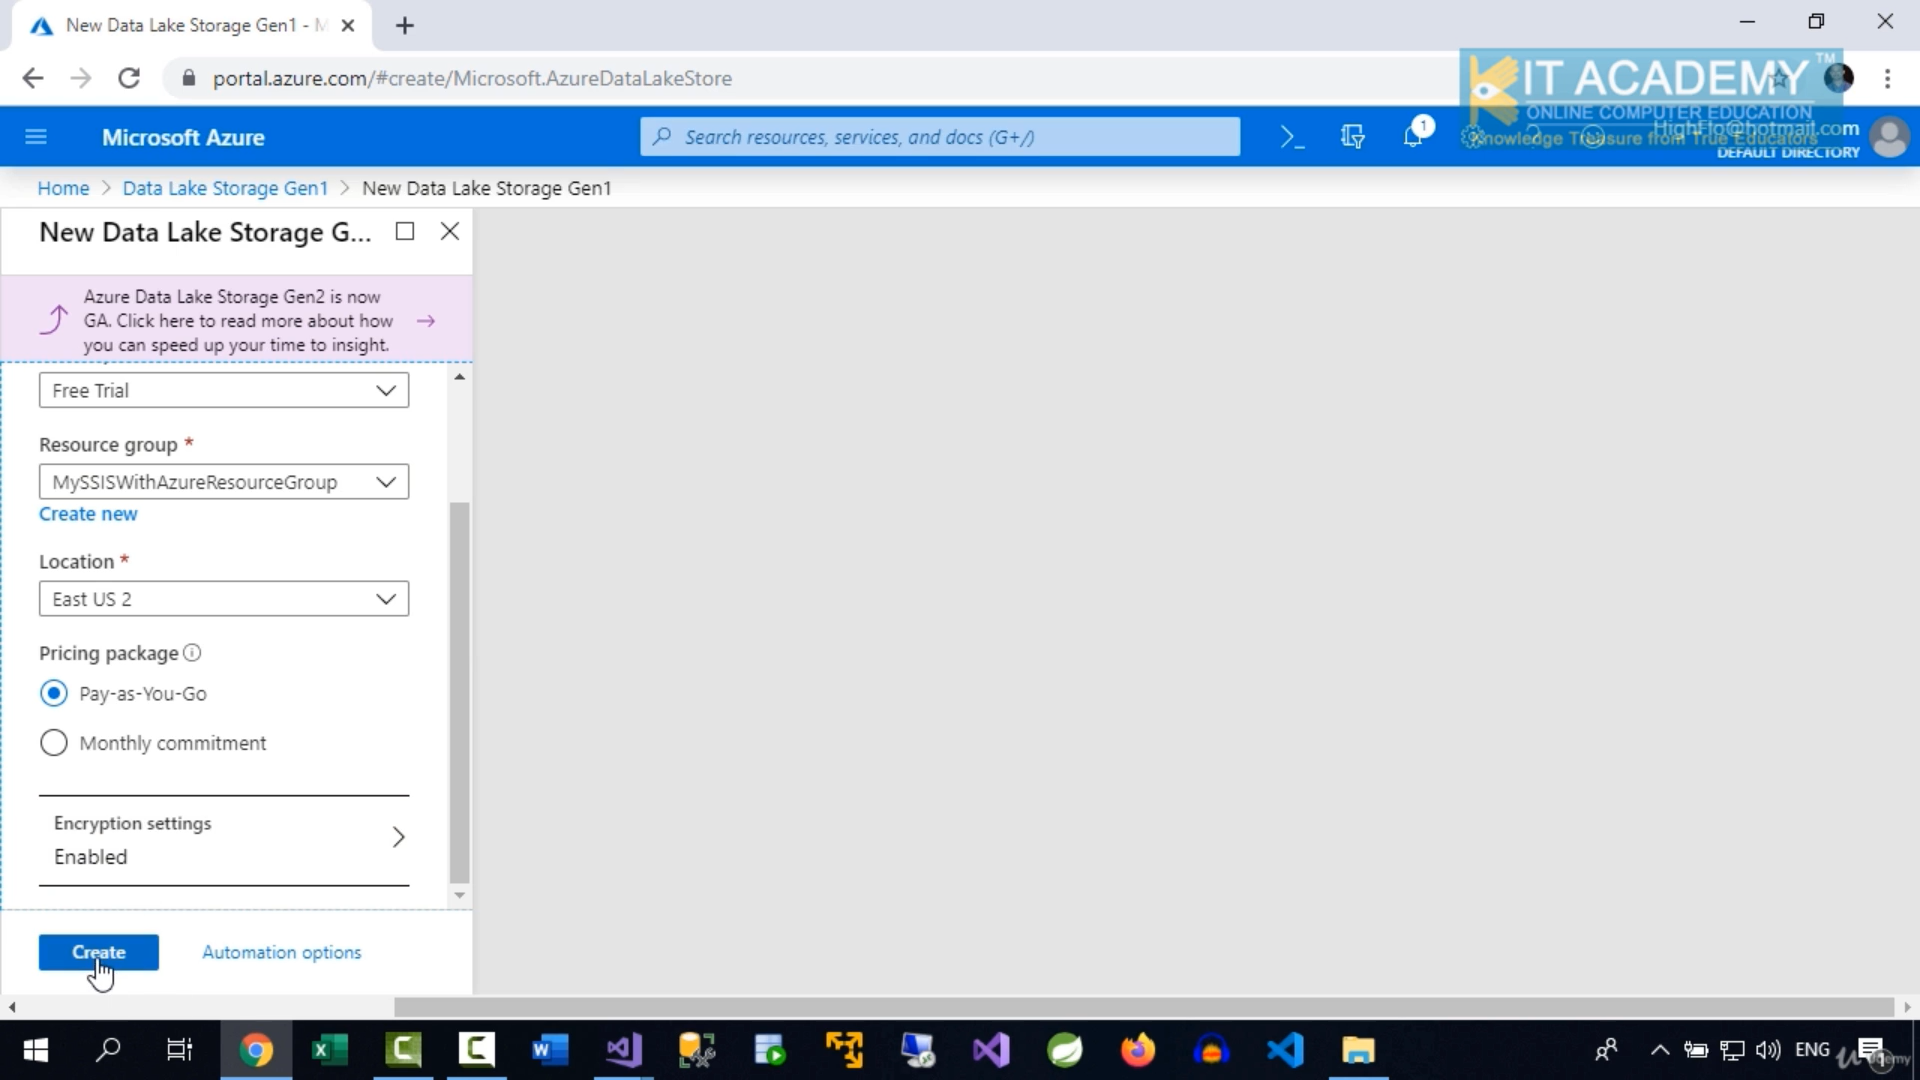 New Data Lake Storage Gen1 - M
portal.azure.com/#create/Microsoft.AzureDataLakeStore
IT ACADEMY™
ONLINE COMPUTER EDUCATION
Knowledge Treasure from True Educators
Microsoft Azure
Search resources, services, and docs (G+/)
1
HighFlo@hotmail.com
DEFAULT DIRECTORY
Home > Data Lake Storage Gen1 > New Data Lake Storage Gen1
New Data Lake Storage G...
Azure Data Lake Storage Gen2 is now
GA. Click here to read more about how
you can speed up your time to insight.
Free Trial
Resource group *
MySSISWithAzureResourceGroup
Create new
Location *
East US 2
Pricing package
Pay-as-You-Go
Monthly commitment
Encryption settings
Enabled
Create
Automation options
ENG